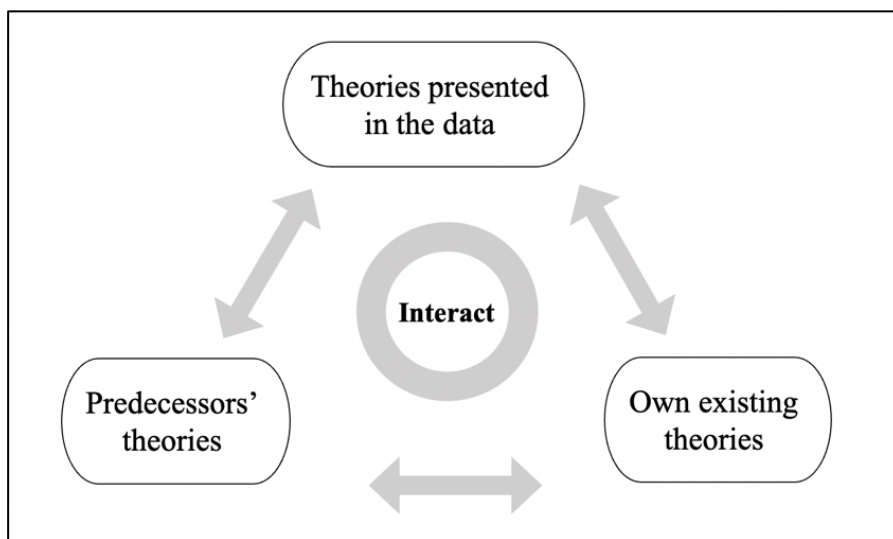 Theories presented
in the data
Interact
Predecessors’
theories
Own existing
theories